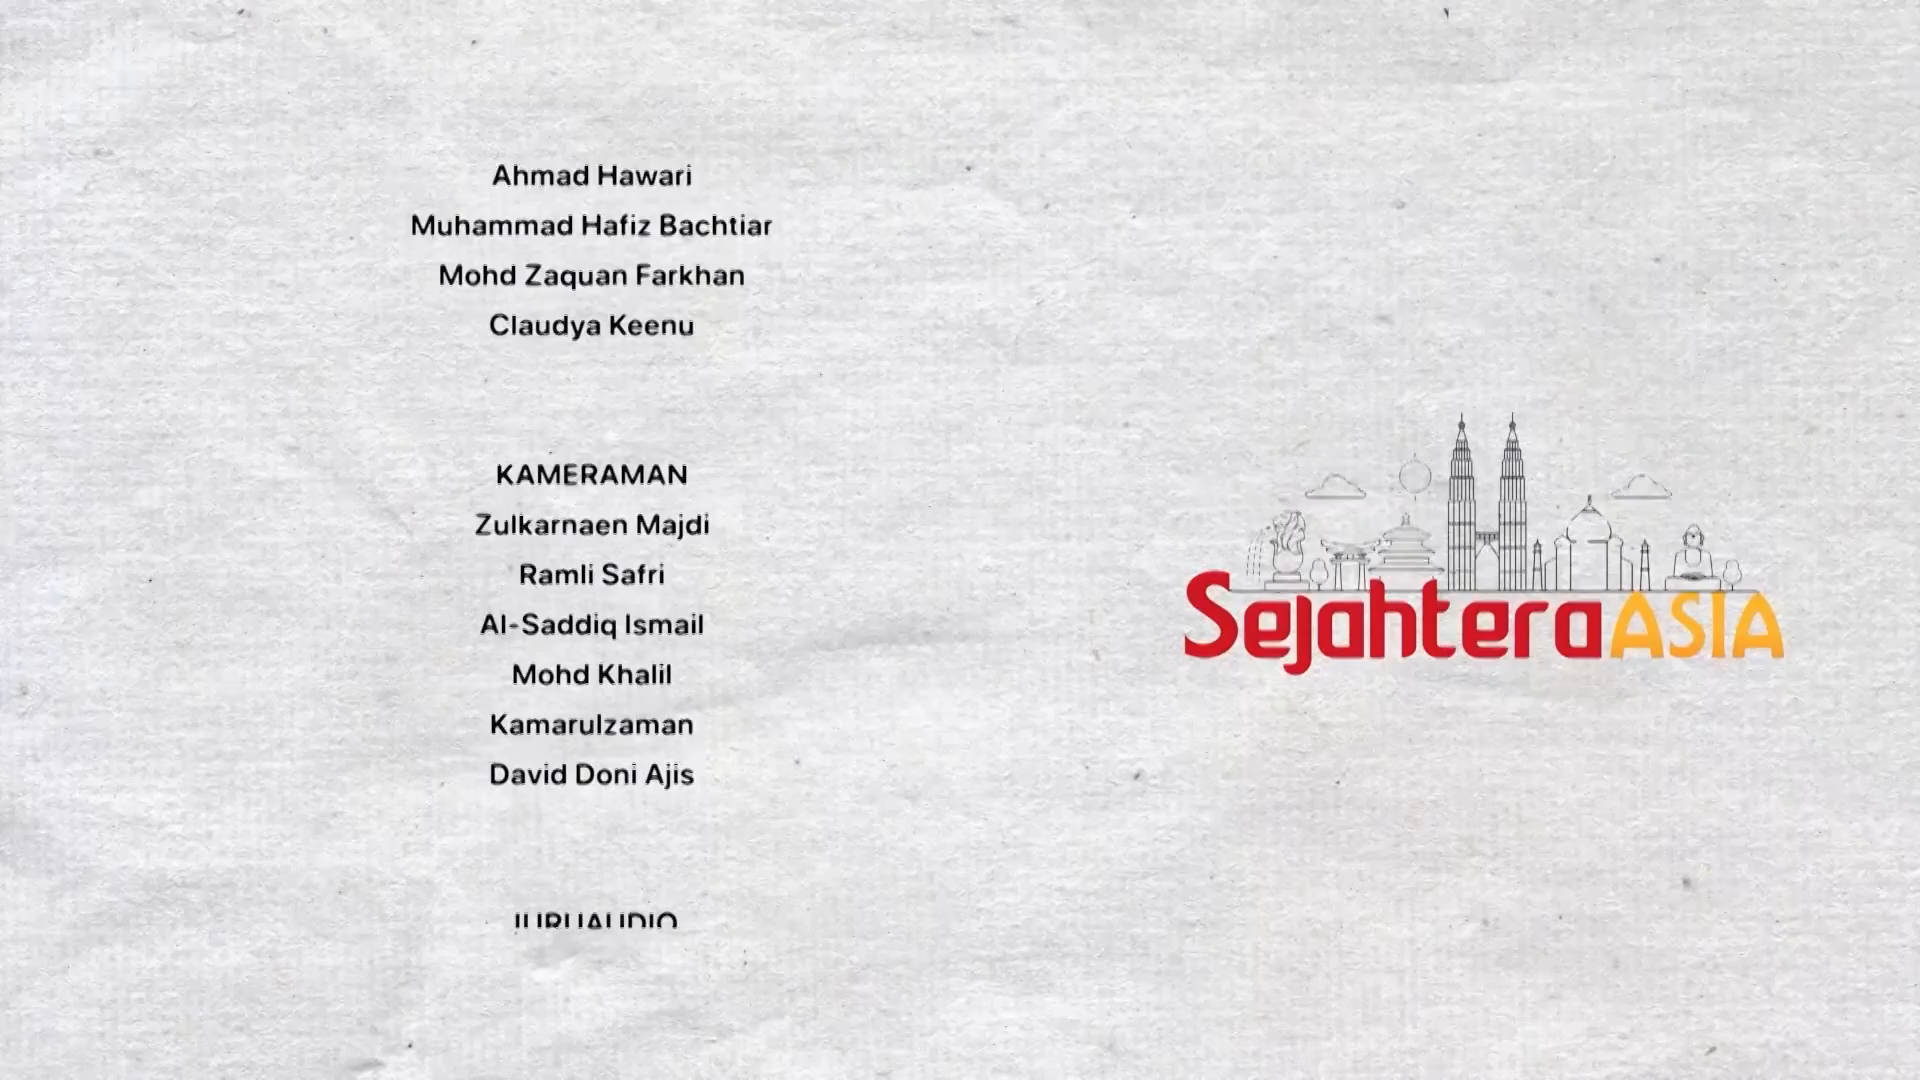 Ahmad Hawari
Muhammad Hafiz Bachtiar
Mohd Zaquan Farkhan
Claudya Keenu
KAMERAMAN
Zulkarnaen Majdi
Ramli Safri
Al-Saddiq Ismail
Mohd Khalil
Kamarulzaman
David Doni Ajis
JURUAUDIO
SejahteraASIA